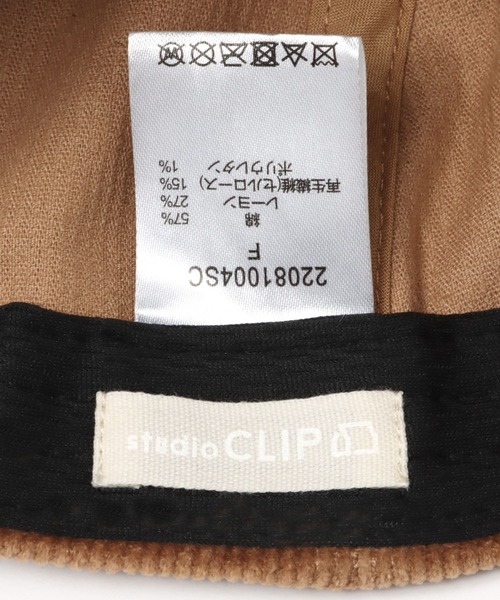 22081004SC
F
綿 57%
レーヨン 27%
再生繊維(セルロース) 15%
ポリウレタン 1%
studio CLIP